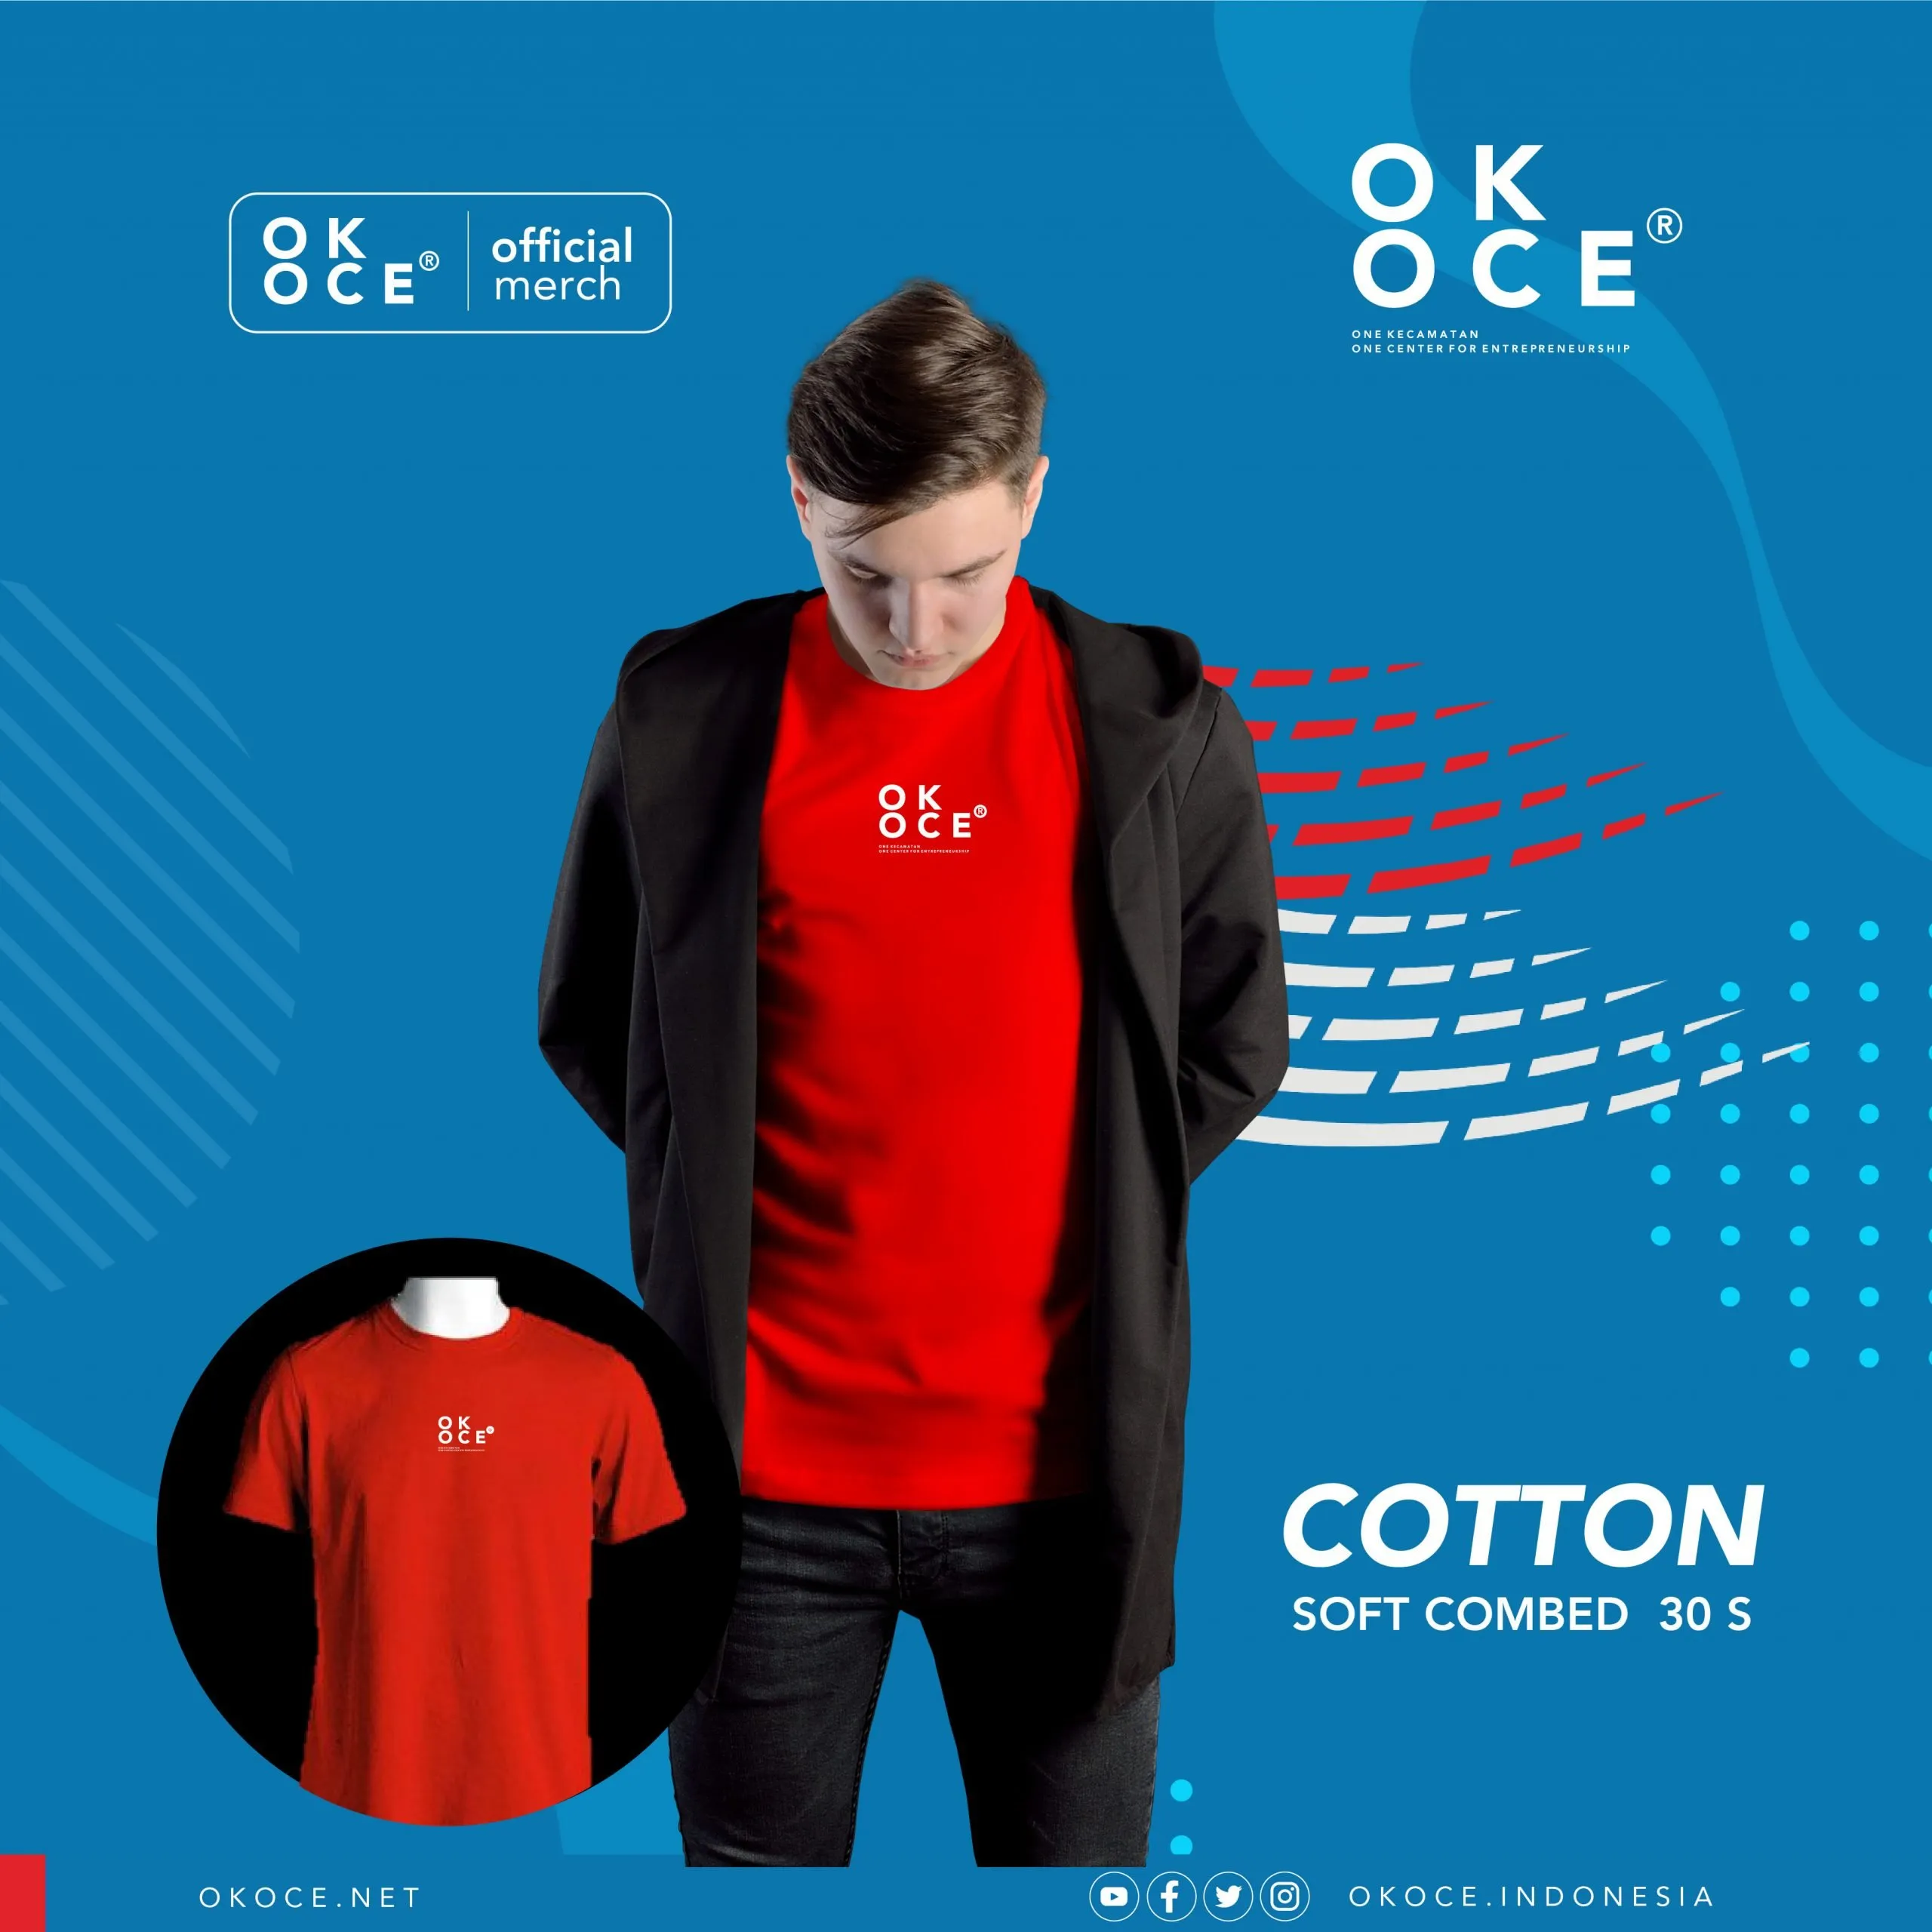 OK
OCE®
official
merch
OK
OCE®
ONE KECAMATAN
ONE CENTER FOR ENTREPRENEURSHIP
OK
OCE®
ONE KECAMATAN
ONE CENTER FOR ENTREPRENEURSHIP
OK
OCE
COTTON
SOFT COMBED 30 S
OKOCE.NET
OKOCE.INDONESIA